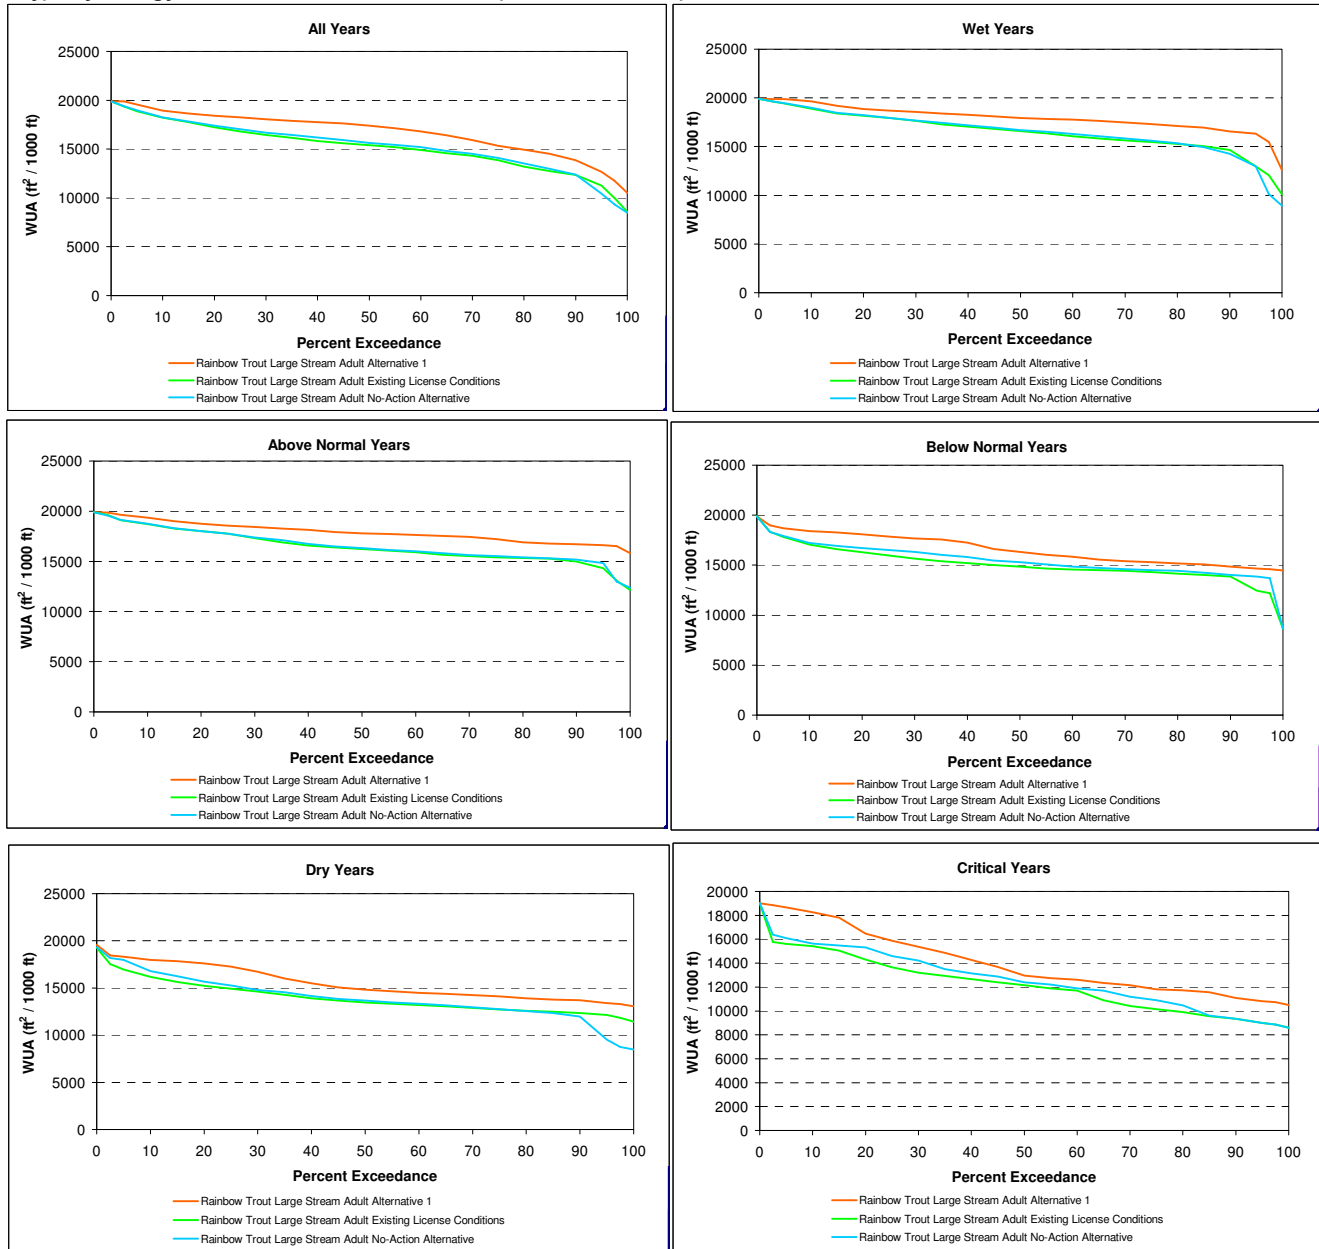 All Years
25000
20000
15000
10000
5000
0
WUA (ft² / 1000 ft)
0 10 20 30 40 50 60 70 80 90 100
Percent Exceedance
Rainbow Trout Large Stream Adult Alternative 1
Rainbow Trout Large Stream Adult Existing License Conditions
Rainbow Trout Large Stream Adult No-Action Alternative
Wet Years
25000
20000
15000
10000
5000
0
WUA (ft² / 1000 ft)
0 10 20 30 40 50 60 70 80 90 100
Percent Exceedance
Rainbow Trout Large Stream Adult Alternative 1
Rainbow Trout Large Stream Adult Existing License Conditions
Rainbow Trout Large Stream Adult No-Action Alternative
Above Normal Years
25000
20000
15000
10000
5000
0
WUA (ft² / 1000 ft)
0 10 20 30 40 50 60 70 80 90 100
Percent Exceedance
Rainbow Trout Large Stream Adult Alternative 1
Rainbow Trout Large Stream Adult Existing License Conditions
Rainbow Trout Large Stream Adult No-Action Alternative
Below Normal Years
25000
20000
15000
10000
5000
0
WUA (ft² / 1000 ft)
0 10 20 30 40 50 60 70 80 90 100
Percent Exceedance
Rainbow Trout Large Stream Adult Alternative 1
Rainbow Trout Large Stream Adult Existing License Conditions
Rainbow Trout Large Stream Adult No-Action Alternative
Dry Years
25000
20000
15000
10000
5000
0
WUA (ft² / 1000 ft)
0 10 20 30 40 50 60 70 80 90 100
Percent Exceedance
Rainbow Trout Large Stream Adult Alternative 1
Rainbow Trout Large Stream Adult Existing License Conditions
Rainbow Trout Large Stream Adult No-Action Alternative
Critical Years
20000
18000
16000
14000
12000
10000
8000
6000
4000
2000
0
WUA (ft² / 1000 ft)
0 10 20 30 40 50 60 70 80 90 100
Percent Exceedance
Rainbow Trout Large Stream Adult Alternative 1
Rainbow Trout Large Stream Adult Existing License Conditions
Rainbow Trout Large Stream Adult No-Action Alternative